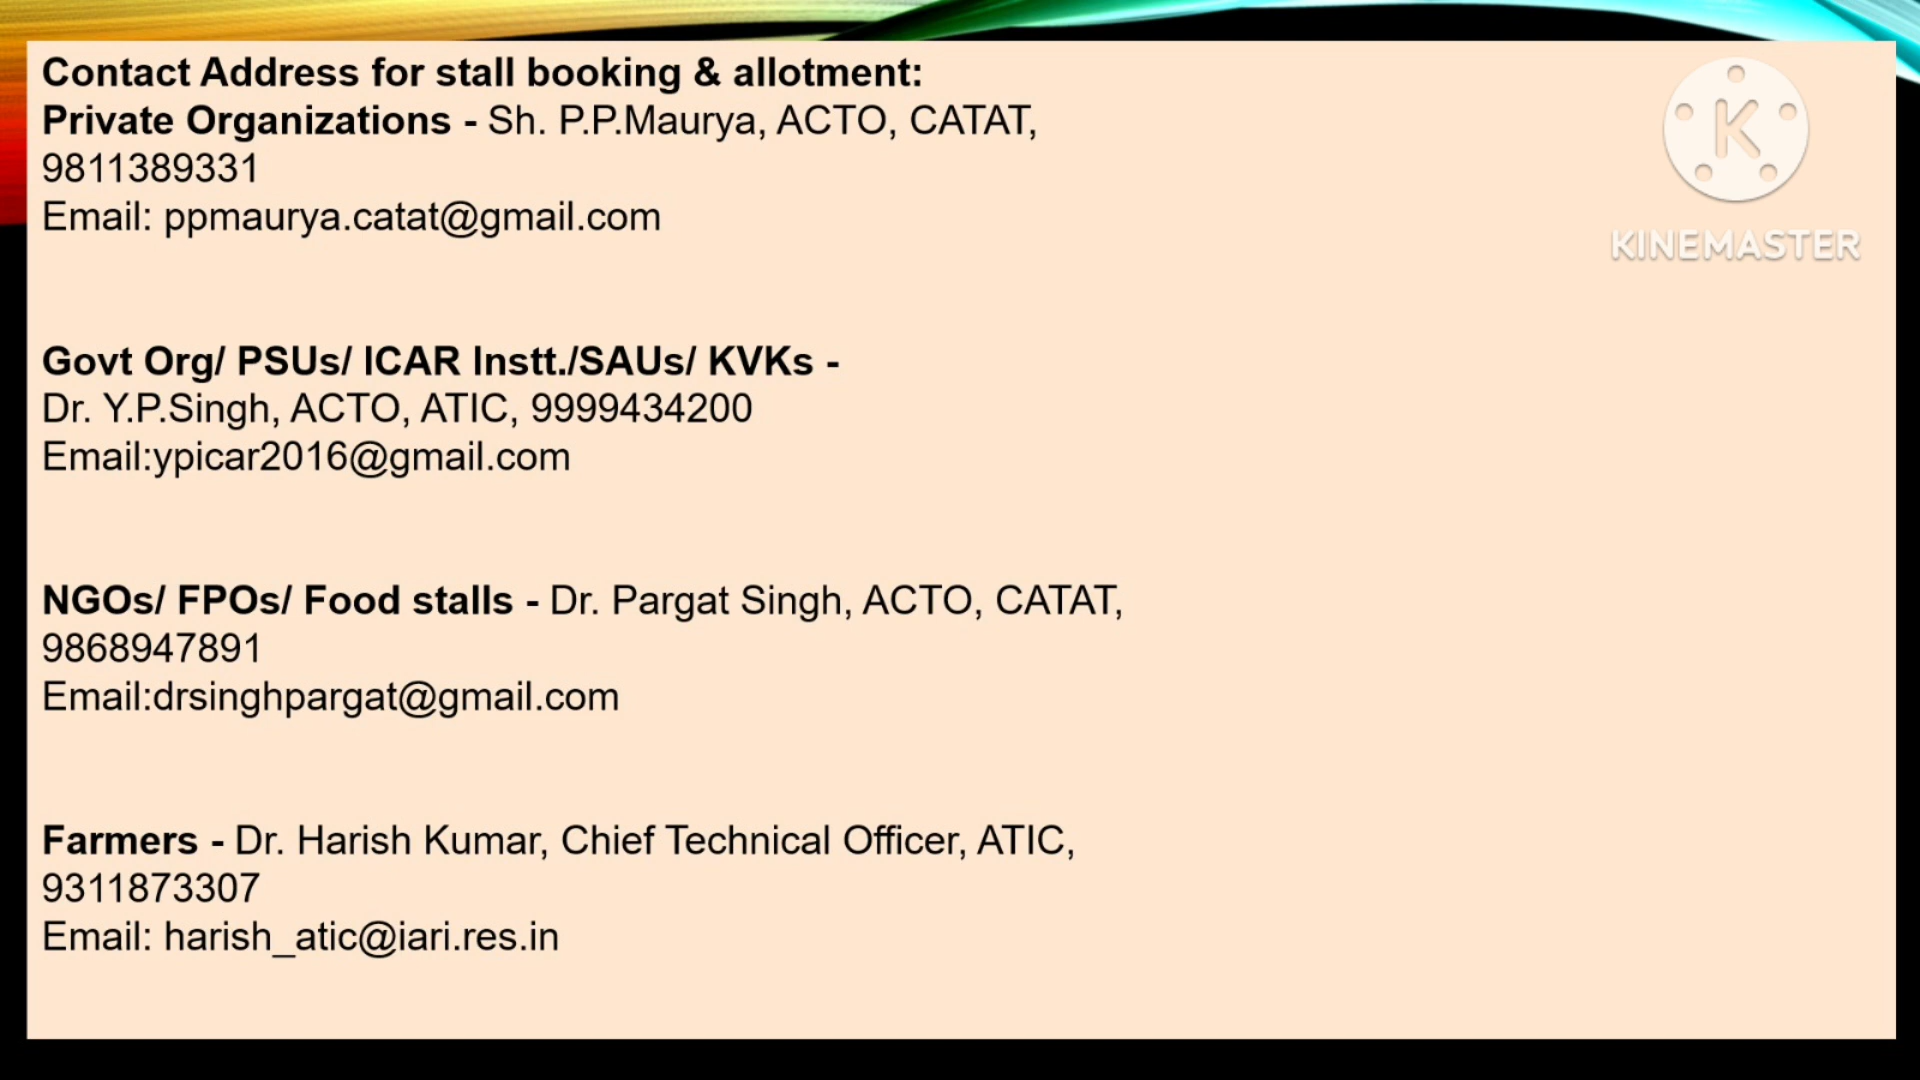 Contact Address for stall booking & allotment:
Private Organizations - Sh. P.P.Maurya, ACTO, CATAT,
9811389331
Email: ppmaurya.catat@gmail.com
K
KINEMASTER
Govt Org/ PSUs/ ICAR Instt./SAUs/ KVKs -
Dr. Y.P.Singh, ACTO, ATIC, 9999434200
Email:ypicar2016@gmail.com
NGOs/ FPOs/ Food stalls - Dr. Pargat Singh, ACTO, CATAT,
9868947891
Email:drsinghpargat@gmail.com
Farmers - Dr. Harish Kumar, Chief Technical Officer, ATIC,
9311873307
Email: harish_atic@iari.res.in